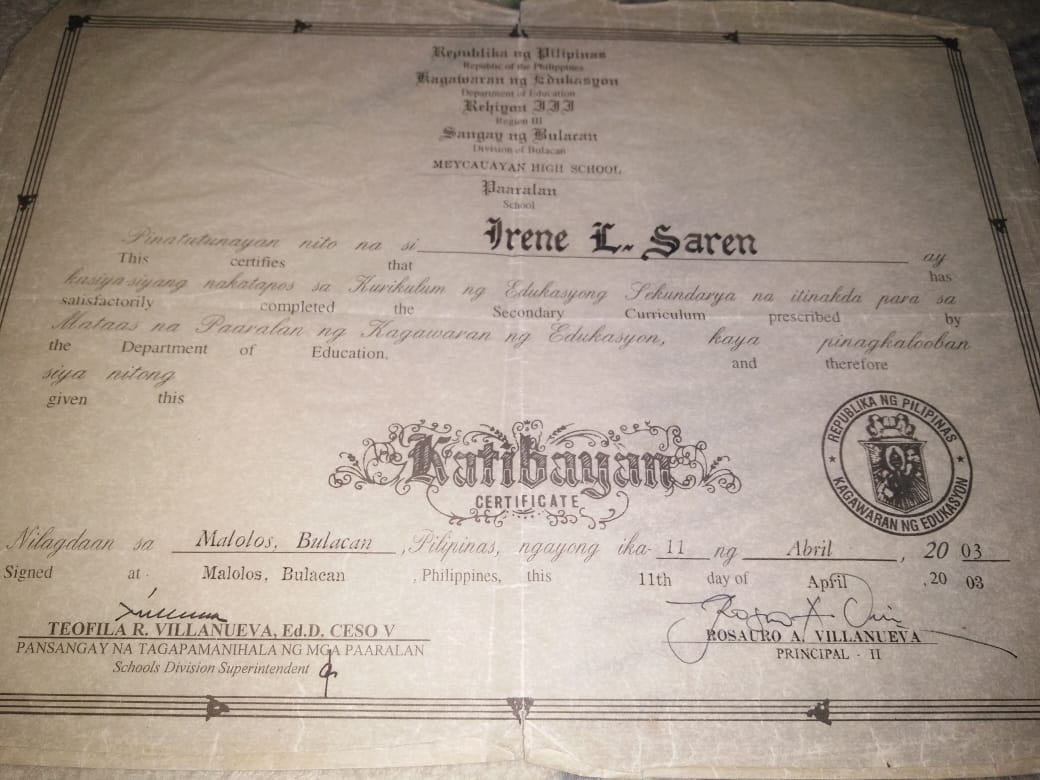 Republika ng Pilipinas
Republic of the Philippines
Kagawaran ng Edukasyon
Department of Education
Rehiyon III
Region III
Sangay ng Bulacan
Division of Bulacan
MEYCAUAYAN HIGH SCHOOL
Paaralan
School
Pinatutunayan nito na si Irene L. Saren ay
This certifies that has
kasiya-siyang nakatapos sa Kurikulum ng Edukasyong Sekundarya na itinakda para sa
satisfactorily completed the Secondary Curriculum prescribed by
Mataas na Paaralan ng Kagawaran ng Edukasyon, kaya pinagkalooban
the Department of Education, and therefore
siya nitong
given this
Katibayan
CERTIFICATE
REPUBLIKA NG PILIPINAS
KAGAWARAN NG EDUKASYON
Nilagdaan sa Malolos, Bulacan, Pilipinas, ngayong ika- 11 ng Abril, 20 03
Signed at Malolos, Bulacan, Philippines, this 11th day of April, 20 03
TEOFILA R. VILLANUEVA, Ed.D. CESO V
PANSANGAY NA TAGAPAMANIHALA NG MGA PAARALAN
Schools Division Superintendent
ROSAURO A. VILLANUEVA
PRINCIPAL - II